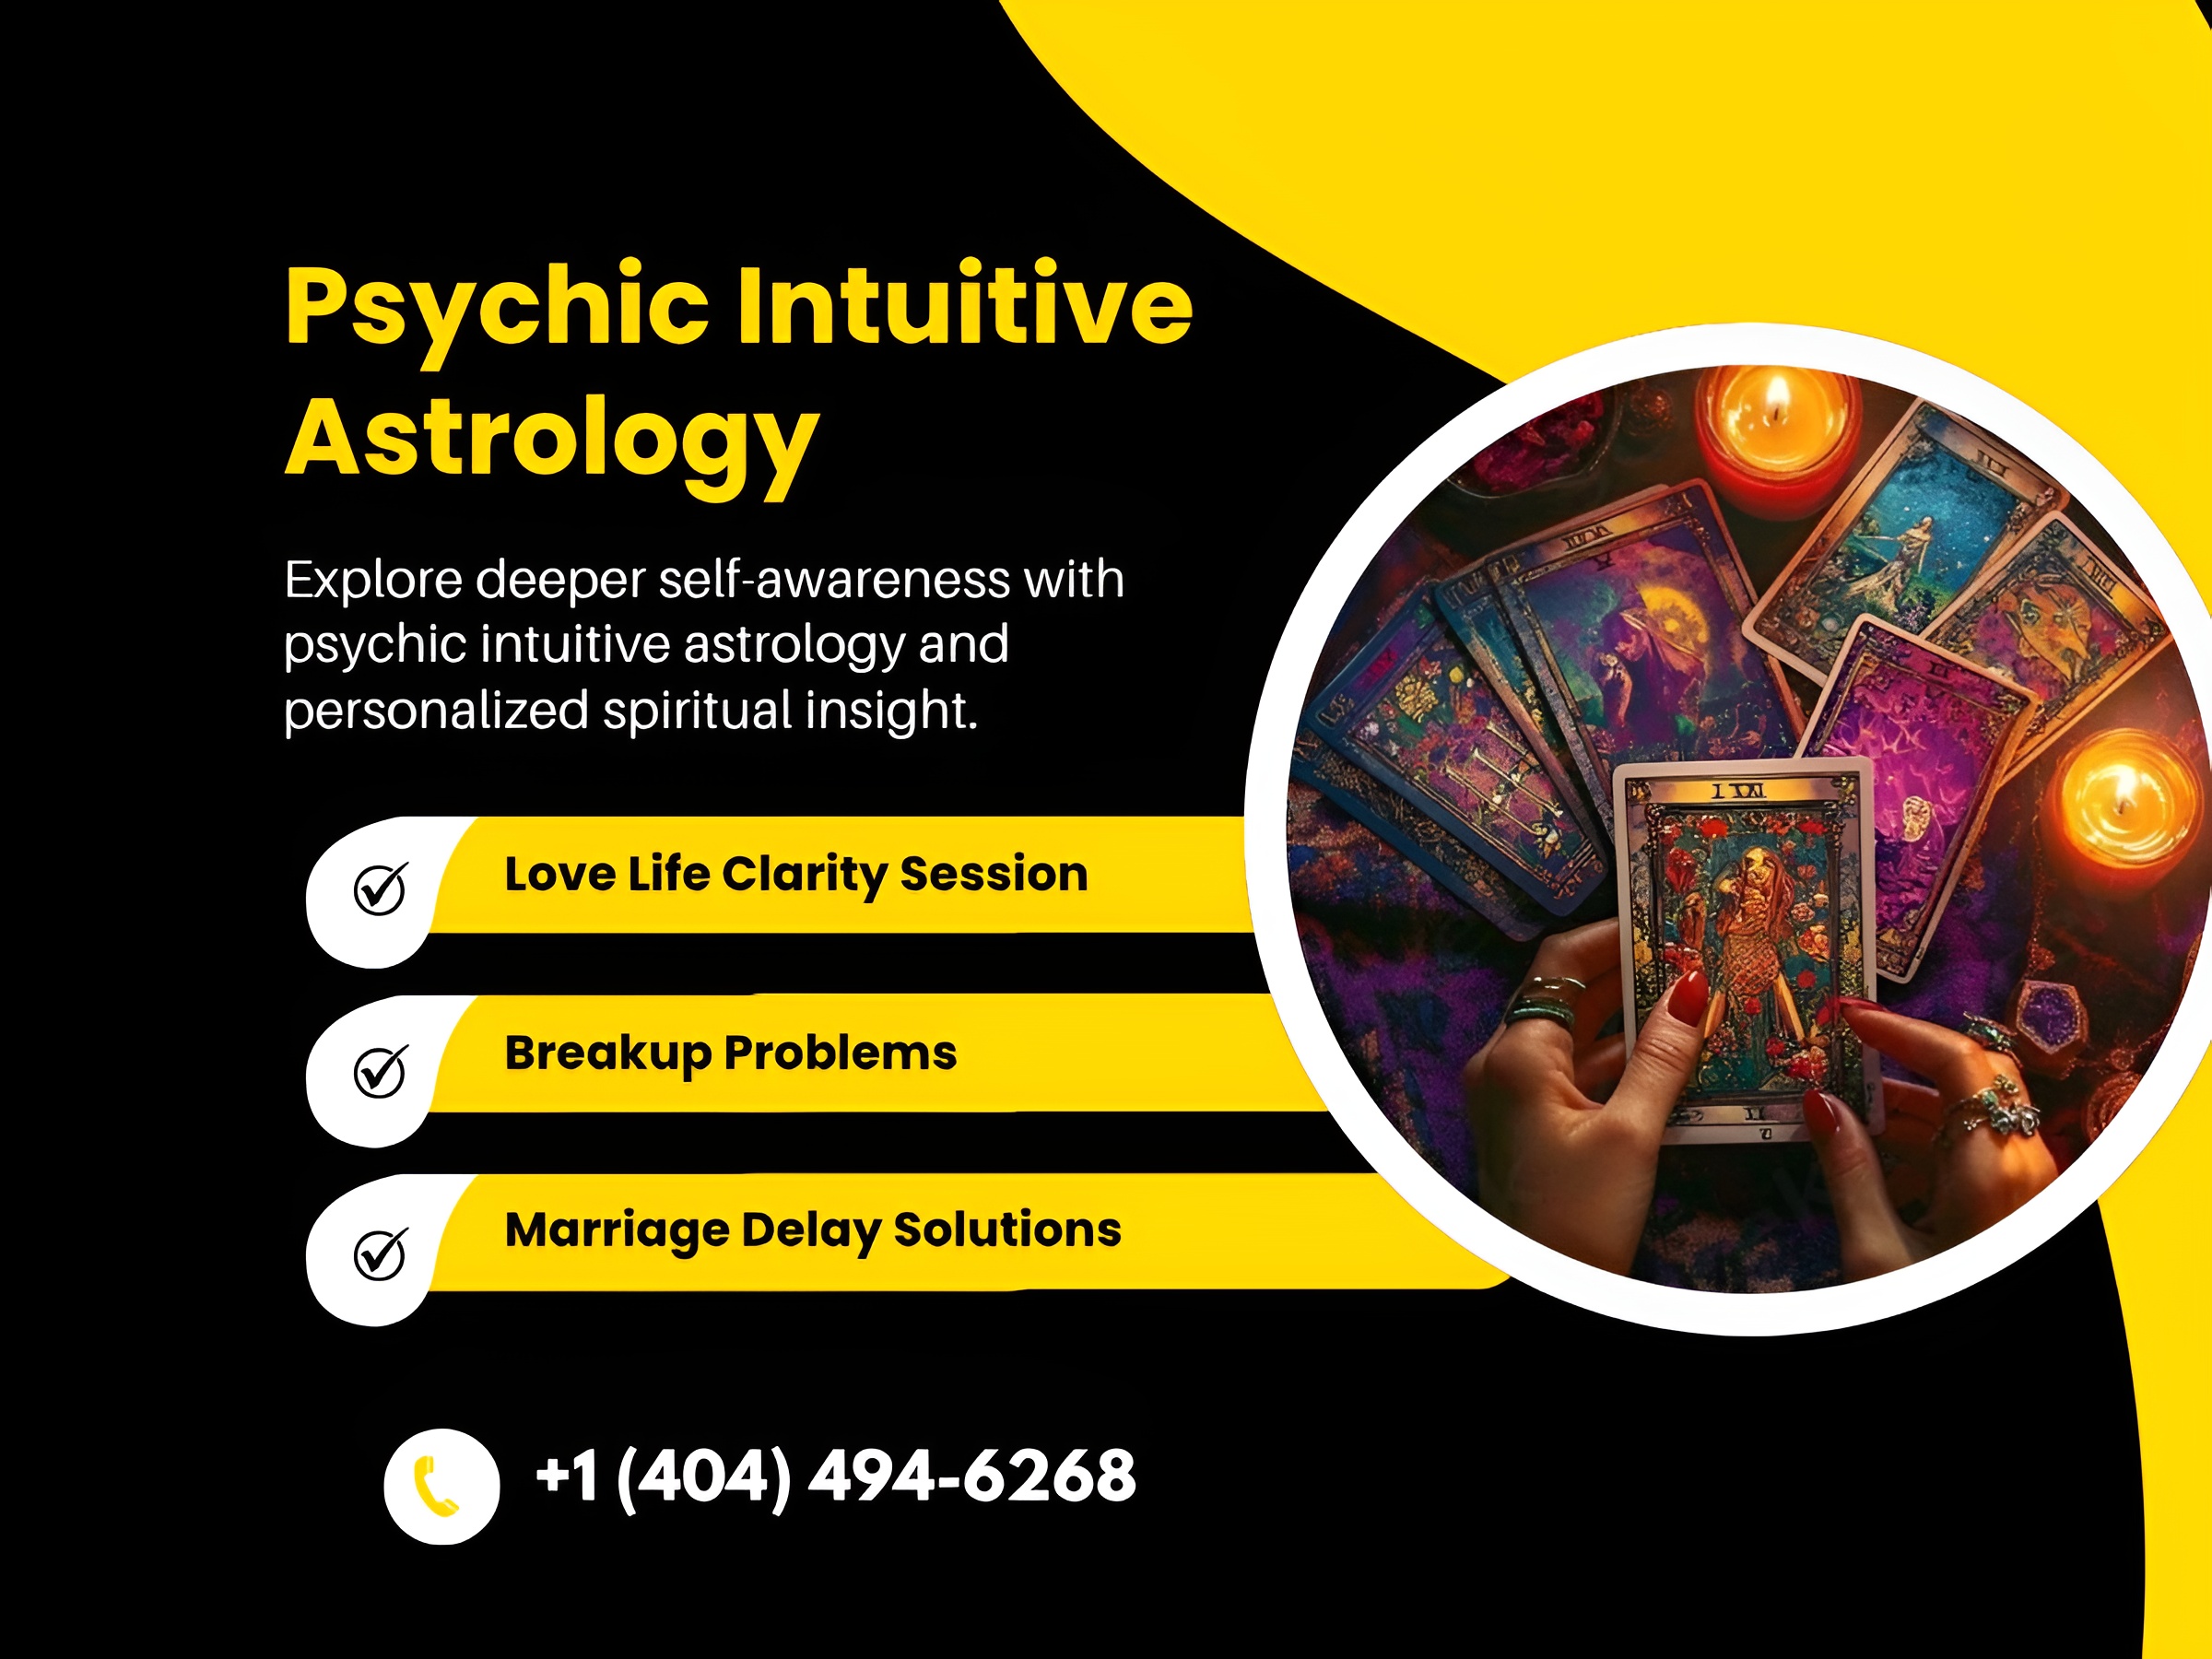 Psychic Intuitive
Astrology
Explore deeper self-awareness with
psychic intuitive astrology and
personalized spiritual insight.
Love Life Clarity Session
Breakup Problems
Marriage Delay Solutions
+1 (404) 494-6268